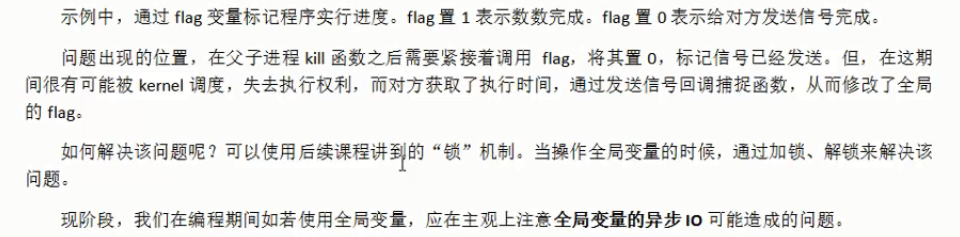 示例中，通过 flag 变量标记程序实行进度。flag 置 1 表示数数完成。flag 置 0 表示给对方发送信号完成。
问题出现的位置，在父子进程 kill 函数之后需要紧接着调用 flag，将其置 0，标记信号已经发送。但，在这期
间很有可能被 kernel 调度，失去执行权利，而对方获取了执行时间，通过发送信号回调捕捉函数，从而修改了全局
的 flag。
如何解决该问题呢？可以使用后续课程讲到的“锁”机制。当操作全局变量的时候，通过加锁、解锁来解决该
问题。
现阶段，我们在编程期间如若使用全局变量，应在主观上注意全局变量的异步 IO 可能造成的问题。